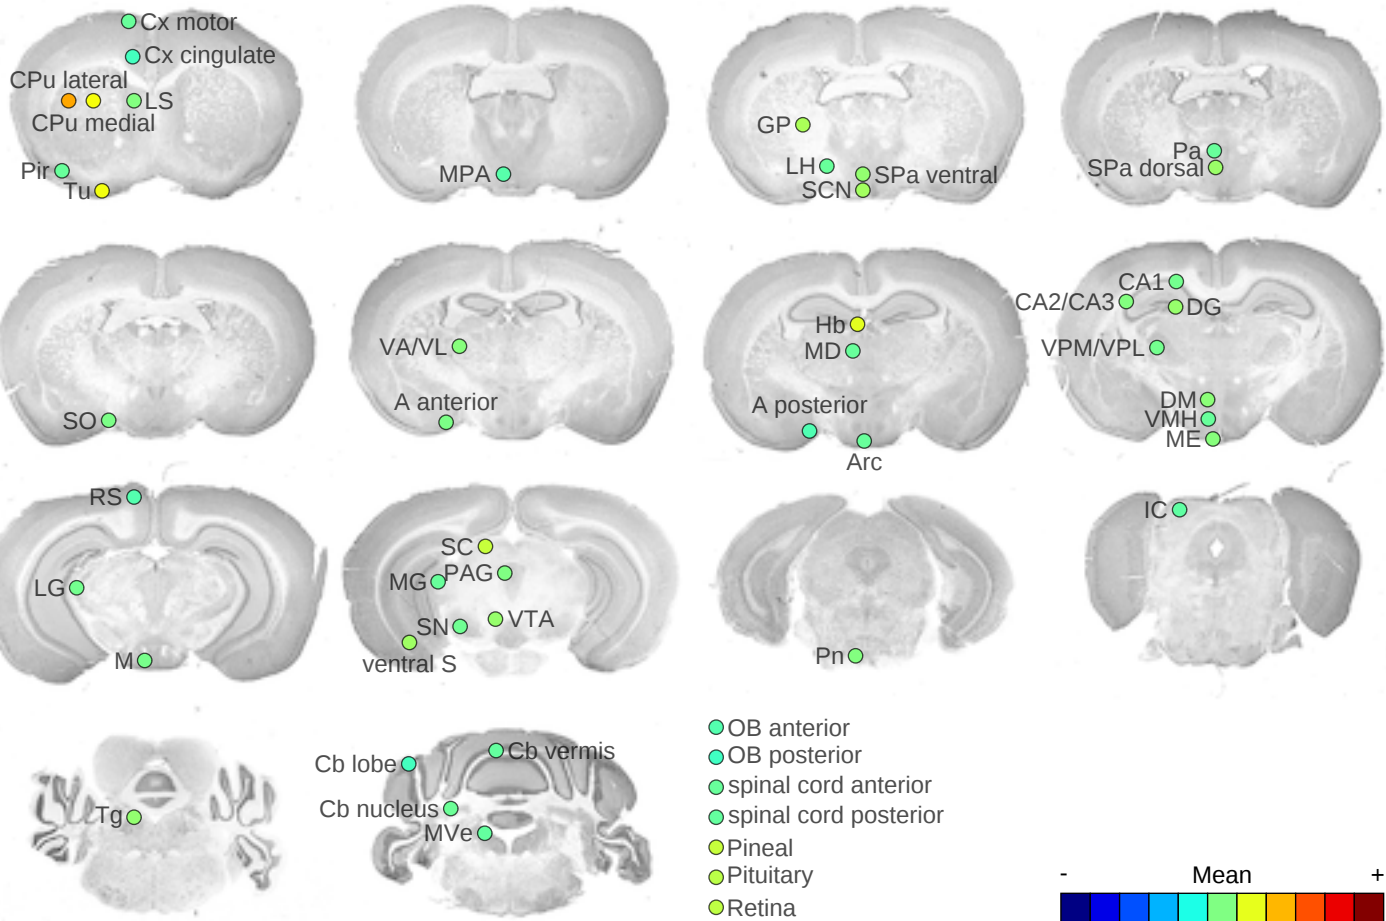 Cx motor
Cx cingulate
CPu lateral
LS
CPu medial
Pir
Tu
MPA
GP
LH
SPa ventral
SCN
Pa
SPa dorsal
SO
VA/VL
A anterior
Hb
MD
A posterior
Arc
CA1
CA2/CA3
DG
VPM/VPL
DM
VMH
ME
RS
LG
M
SC
MG
PAG
SN
VTA
ventral S
Pn
IC
Tg
Cb lobe
Cb vermis
Cb nucleus
MVe
OB anterior
OB posterior
spinal cord anterior
spinal cord posterior
Pineal
Pituitary
Retina
- Mean +